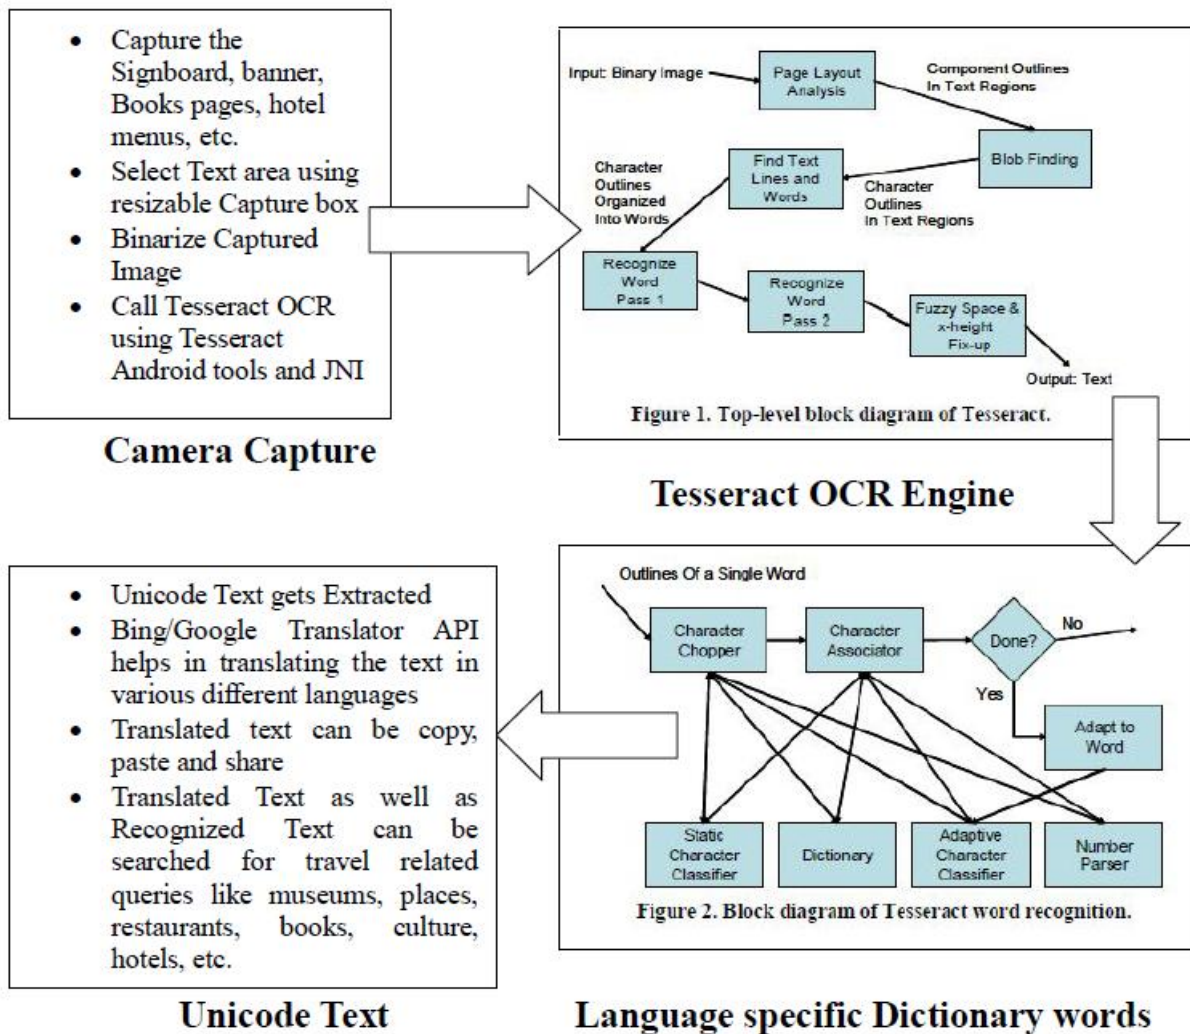 • Capture the
Signboard, banner,
Books pages, hotel
menus, etc.
• Select Text area using
resizable Capture box
• Binarize Captured
Image
• Call Tesseract OCR
using Tesseract
Android tools and JNI
Camera Capture
Input: Binary Image
Page Layout
Analysis
Component Outlines
In Text Regions
Blob Finding
Character
Outlines
In Text Regions
Find Text
Lines and
Words
Character
Outlines
Organized
Into Words
Recognize
Word
Pass 1
Recognize
Word
Pass 2
Fuzzy Space &
x-height
Fix-up
Output: Text
Figure 1. Top-level block diagram of Tesseract.
Tesseract OCR Engine
Outlines Of a Single Word
Character
Chopper
Character
Associator
Done?
No
Yes
Adapt to
Word
Static
Character
Classifier
Dictionary
Adaptive
Character
Classifier
Number
Parser
Figure 2. Block diagram of Tesseract word recognition.
Language specific Dictionary words
• Unicode Text gets Extracted
• Bing/Google Translator API
helps in translating the text in
various different languages
• Translated text can be copy,
paste and share
• Translated Text as well as
Recognized Text can be
searched for travel related
queries like museums, places,
restaurants, books, culture,
hotels, etc.
Unicode Text